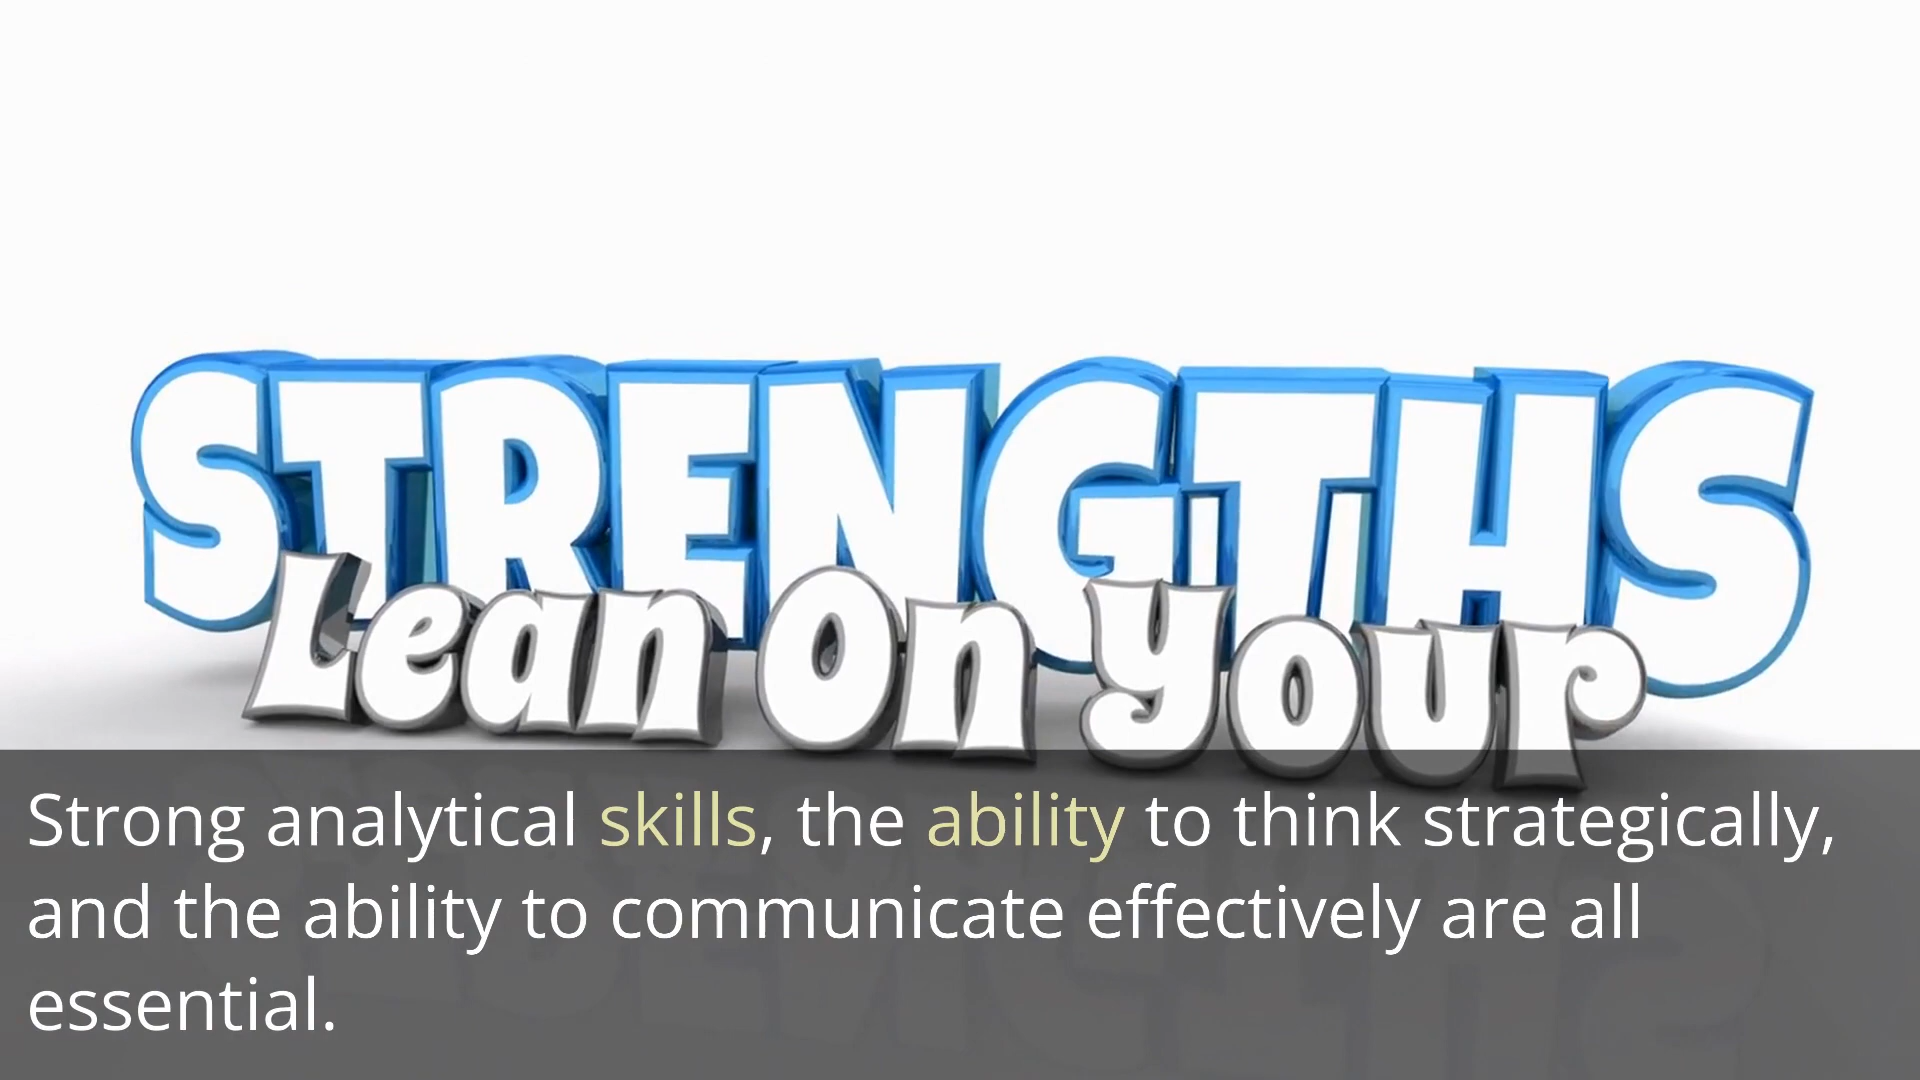 STRENGTHS
Lean On Your
Strong analytical skills, the ability to think strategically,
and the ability to communicate effectively are all
essential.